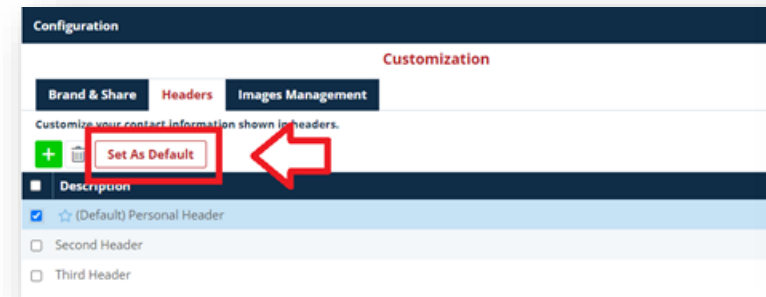 Configuration
Customization
Brand & Share Headers Images Management
Customize your contact information shown in headers.
+ Set As Default
Description
(Default) Personal Header
Second Header
Third Header